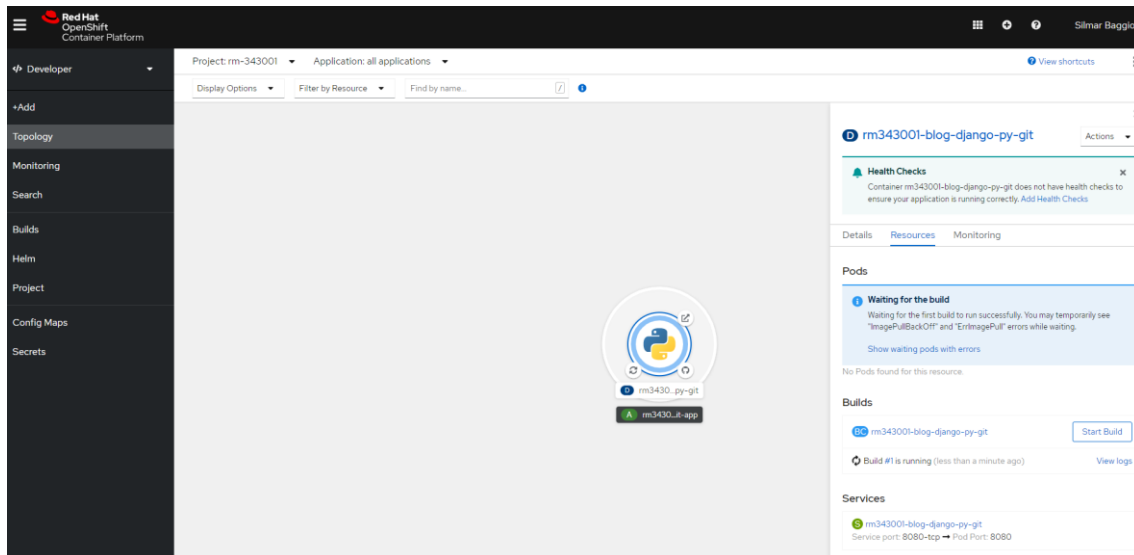 Red Hat
OpenShift
Container Platform
Silmar Baggio
Developer
Project: rm-343001
Application: all applications
View shortcuts
Display Options
Filter by Resource
Find by name...
/
+Add
Topology
Monitoring
Search
Builds
Helm
Project
Config Maps
Secrets
D rm3430...py-git
A rm3430...it-app
D rm343001-blog-django-py-git
Actions
Health Checks
Container rm343001-blog-django-py-git does not have health checks to
ensure your application is running correctly. Add Health Checks
Details Resources Monitoring
Pods
Waiting for the build
Waiting for the first build to run successfully. You may temporarily see
"ImagePullBackOff" and "ErrImagePull" errors while waiting.
Show waiting pods with errors
No Pods found for this resource.
Builds
BC rm343001-blog-django-py-git
Start Build
Build #1 is running (less than a minute ago)
View logs
Services
S rm343001-blog-django-py-git
Service port: 8080-tcp → Pod Port: 8080